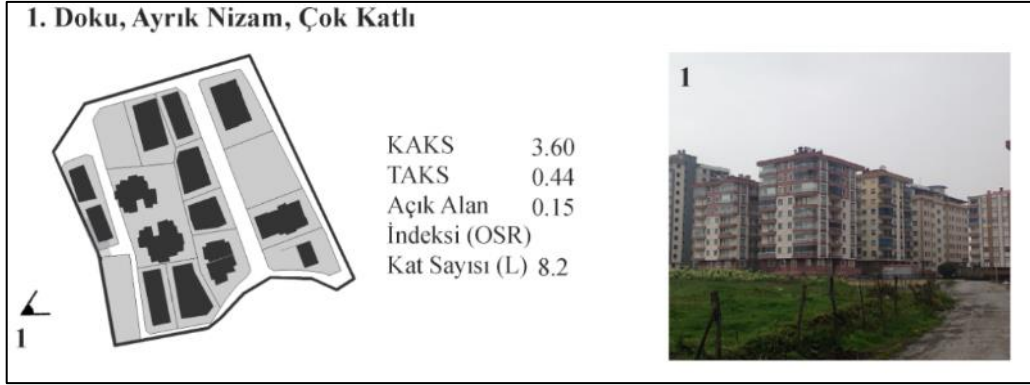 1. Doku, Ayrık Nizam, Çok Katlı
KAKS 3.60
TAKS 0.44
Açık Alan 0.15
İndeksi (OSR)
Kat Sayısı (L) 8.2
1
1